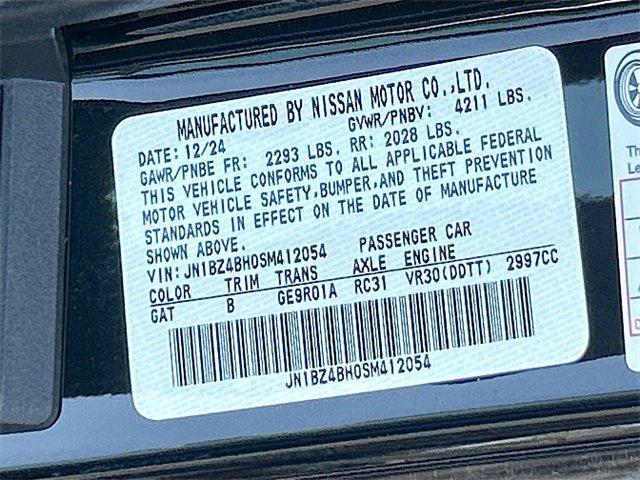 MANUFACTURED BY NISSAN MOTOR CO.,LTD.
DATE: 12/24 GVWR/PNBV: 4211 LBS.
GAWR/PNBE FR: 2293 LBS. RR: 2028 LBS.
THIS VEHICLE CONFORMS TO ALL APPLICABLE FEDERAL
MOTOR VEHICLE SAFETY,BUMPER,AND THEFT PREVENTION
STANDARDS IN EFFECT ON THE DATE OF MANUFACTURE
SHOWN ABOVE.
VIN: JN1BZ4BH0SM412054 PASSENGER CAR
COLOR TRIM TRANS AXLE ENGINE
GAT B GE9R01A RC31 VR30(DDTT) 2997CC
JN1BZ4BH0SM412054